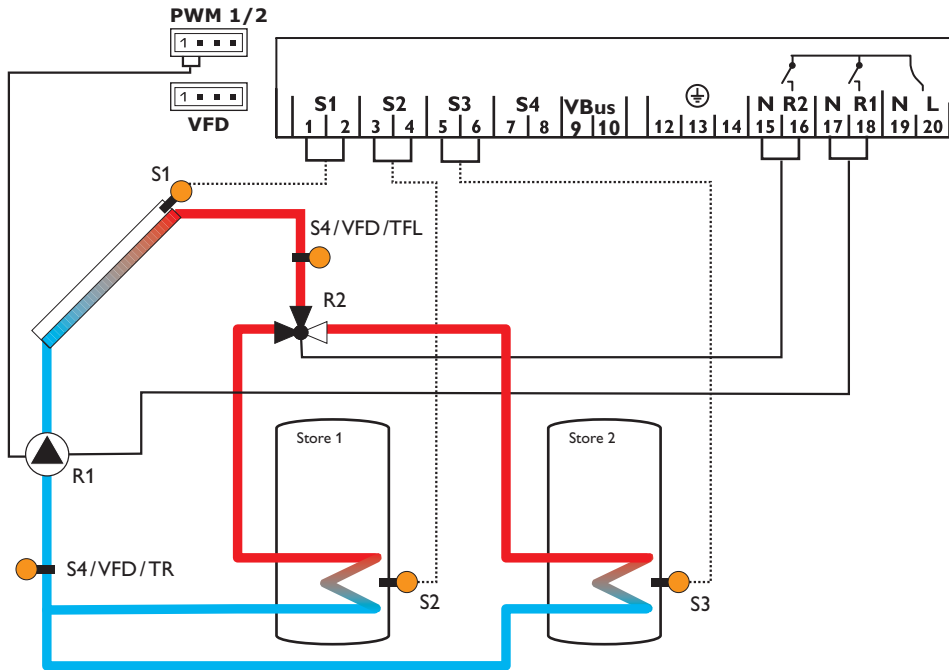 PWM 1/2
1
1
VFD
S1 S2 S3 S4 VBus N R2 N R1 N L
1 2 3 4 5 6 7 8 9 10 12 13 14 15 16 17 18 19 20
S1
S4/VFD/TFL
R2
Store 1
Store 2
R1
S4/VFD/TR
S2
S3